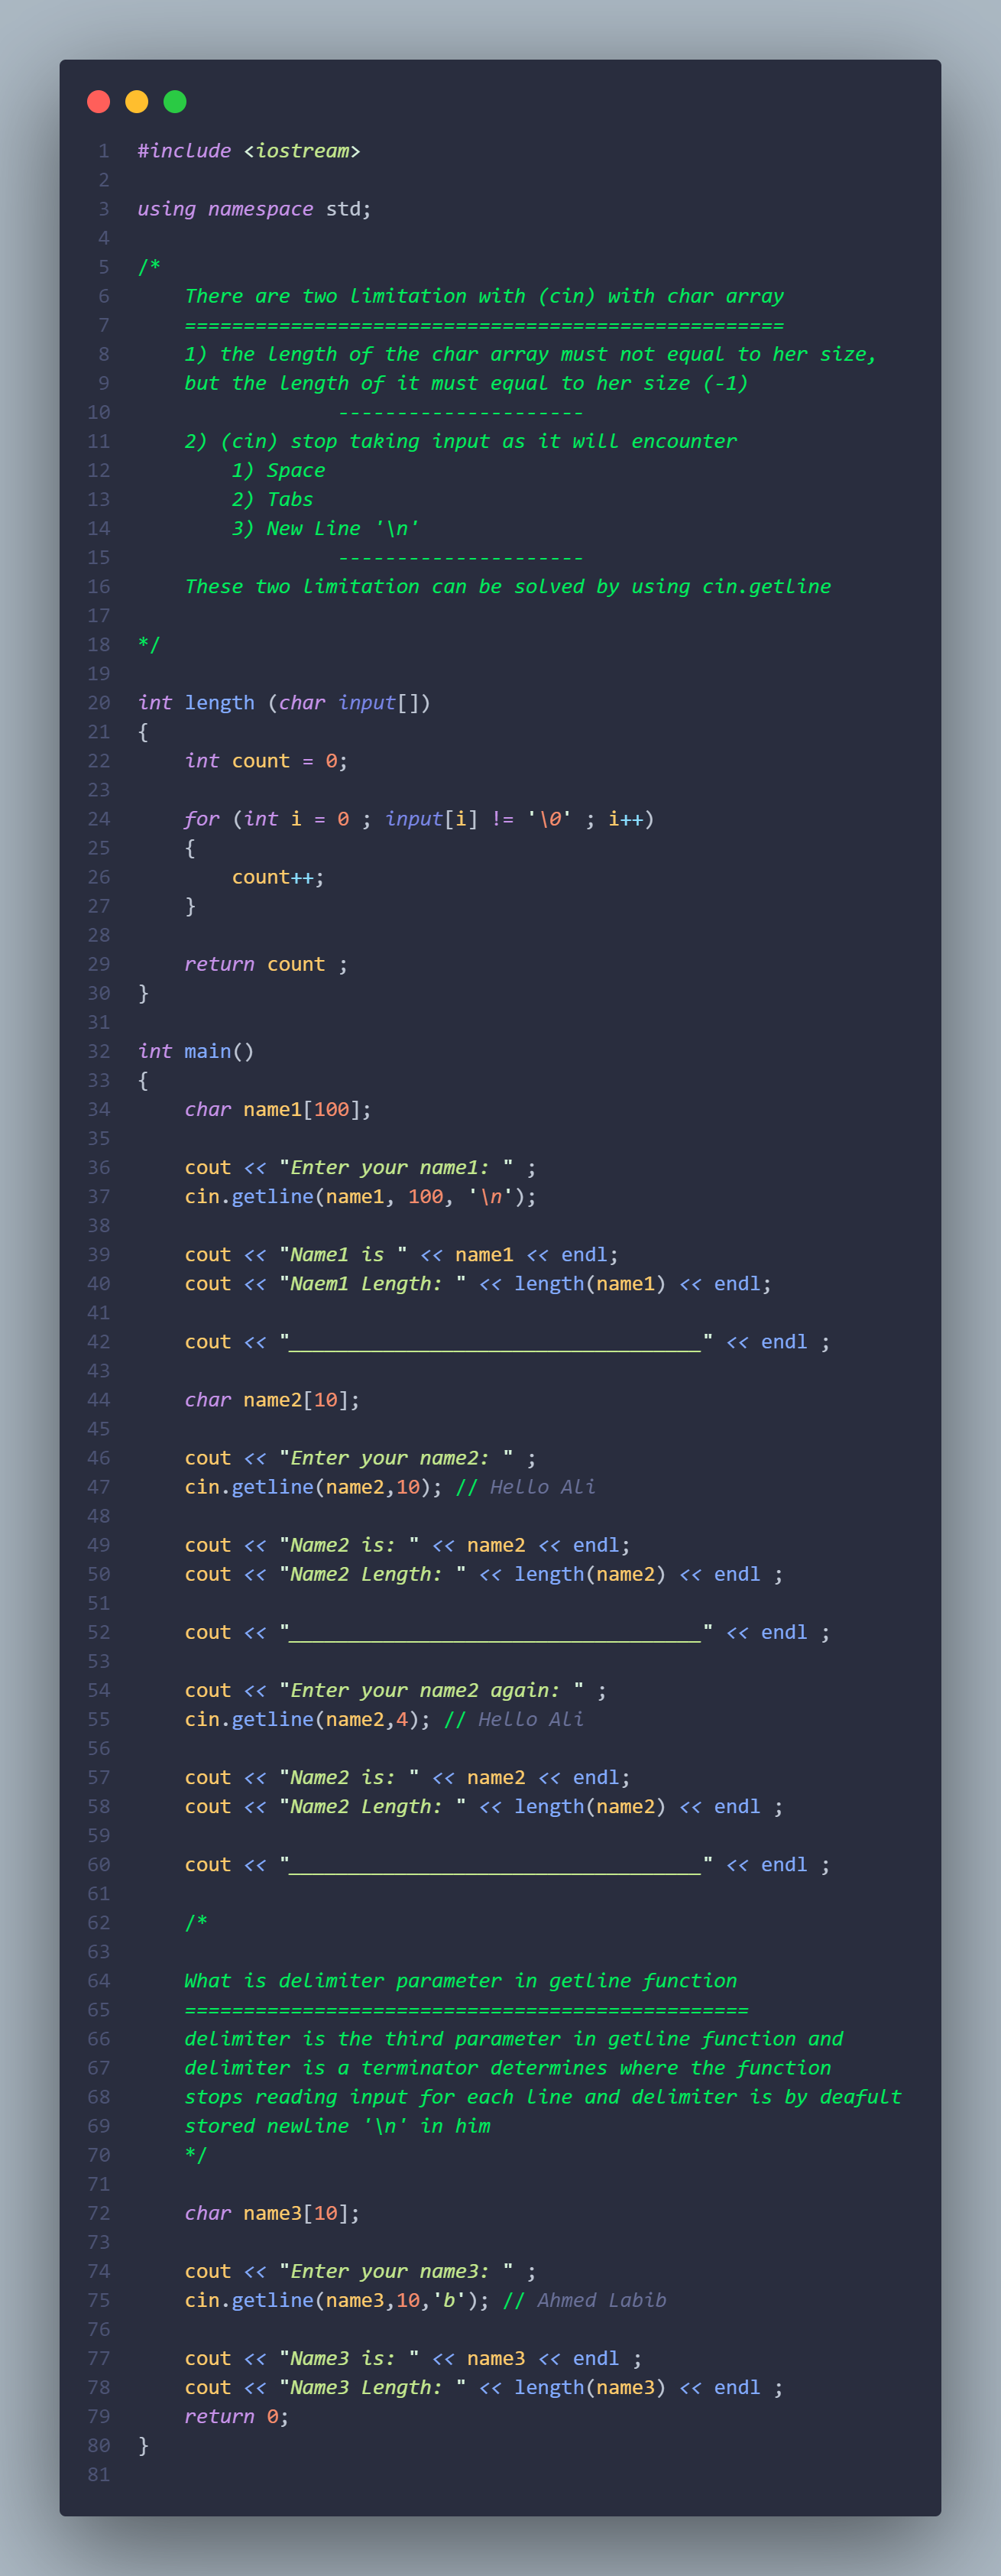 1 #include <iostream>
2
3 using namespace std;
4
5 /*
6     There are two limitation with (cin) with char array
7     ===================================================
8     1) the length of the char array must not equal to her size,
9     but the length of it must equal to her size (-1)
10                  ---------------------
11     2) (cin) stop taking input as it will encounter
12         1) Space
13         2) Tabs
14         3) New Line '\n'
15                  ---------------------
16     These two limitation can be solved by using cin.getline
17
18 */
19
20 int length (char input[])
21 {
22     int count = 0;
23
24     for (int i = 0 ; input[i] != '\0' ; i++)
25     {
26         count++;
27     }
28
29     return count ;
30 }
31
32 int main()
33 {
34     char name1[100];
35
36     cout << "Enter your name1: " ;
37     cin.getline(name1, 100, '\n');
38
39     cout << "Name1 is " << name1 << endl;
40     cout << "Naem1 Length: " << length(name1) << endl;
41
42     cout << "___________________________________" << endl ;
43
44     char name2[10];
45
46     cout << "Enter your name2: " ;
47     cin.getline(name2,10); // Hello Ali
48
49     cout << "Name2 is: " << name2 << endl;
50     cout << "Name2 Length: " << length(name2) << endl ;
51
52     cout << "___________________________________" << endl ;
53
54     cout << "Enter your name2 again: " ;
55     cin.getline(name2,4); // Hello Ali
56
57     cout << "Name2 is: " << name2 << endl;
58     cout << "Name2 Length: " << length(name2) << endl ;
59
60     cout << "___________________________________" << endl ;
61
62     /*
63
64     What is delimiter parameter in getline function
65     ================================================
66     delimiter is the third parameter in getline function and
67     delimiter is a terminator determines where the function
68     stops reading input for each line and delimiter is by deafult
69     stored newline '\n' in him
70     */
71
72     char name3[10];
73
74     cout << "Enter your name3: " ;
75     cin.getline(name3,10,'b'); // Ahmed Labib
76
77     cout << "Name3 is: " << name3 << endl ;
78     cout << "Name3 Length: " << length(name3) << endl ;
79     return 0;
80 }
81